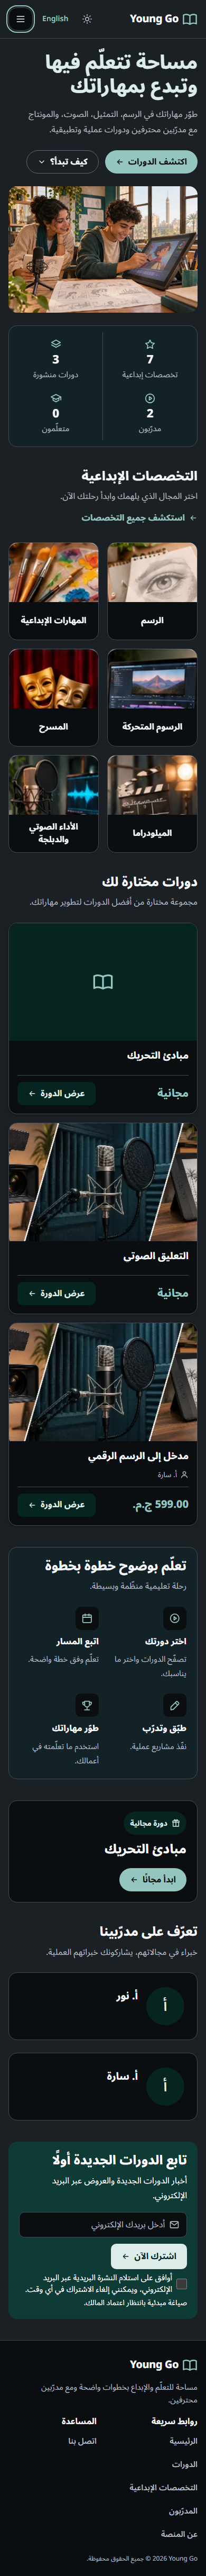 Young Go
English
مساحة تتعلّم فيها
وتبدع بمهاراتك
طوّر مهاراتك في الرسم، التمثيل، الصوت، والمونتاج
مع مدرّبين محترفين ودورات عملية وتطبيقية.
اكتشف الدورات
كيف تبدأ؟
7
تخصصات إبداعية
3
دورات منشورة
2
مدرّبون
0
متعلّمون
التخصصات الإبداعية
اختر المجال الذي يلهمك وابدأ رحلتك الآن.
استكشف جميع التخصصات
الرسم
المهارات الإبداعية
الرسوم المتحركة
المسرح
الميلودراما
الأداء الصوتي
والدبلجة
دورات مختارة لك
مجموعة مختارة من أفضل الدورات لتطوير مهاراتك.
مبادئ التحريك
مجانية
عرض الدورة
التعليق الصوتى
مجانية
عرض الدورة
مدخل إلى الرسم الرقمي
أ. سارة
599.00 ج.م.
عرض الدورة
تعلّم بوضوح خطوة بخطوة
رحلة تعليمية منظّمة وبسيطة.
اختر دورتك
تصفّح الدورات واختر ما
يناسبك.
اتبع المسار
تعلّم وفق خطة واضحة.
طبّق وتدرّب
نفّذ مشاريع عملية.
طوّر مهاراتك
استخدم ما تعلّمته في
أعمالك.
دورة مجانية
مبادئ التحريك
ابدأ مجانًا
تعرّف على مدرّبينا
خبراء في مجالاتهم، يشاركونك خبراتهم العملية.
أ
أ. نور
أ
أ. سارة
تابع الدورات الجديدة أولًا
أخبار الدورات الجديدة والعروض عبر البريد
الإلكتروني.
أدخل بريدك الإلكتروني
اشترك الآن
أوافق على استلام النشرة البريدية عبر البريد
الإلكتروني، ويمكنني إلغاء الاشتراك في أي وقت.
صياغة مبدئية بانتظار اعتماد المالك.
Young Go
مساحة للتعلّم والإبداع بخطوات واضحة ومع مدرّبين
محترفين.
روابط سريعة
الرئيسية
الدورات
التخصصات الإبداعية
المدرّبون
عن المنصة
المساعدة
اتصل بنا
Young Go 2026 © جميع الحقوق محفوظة.